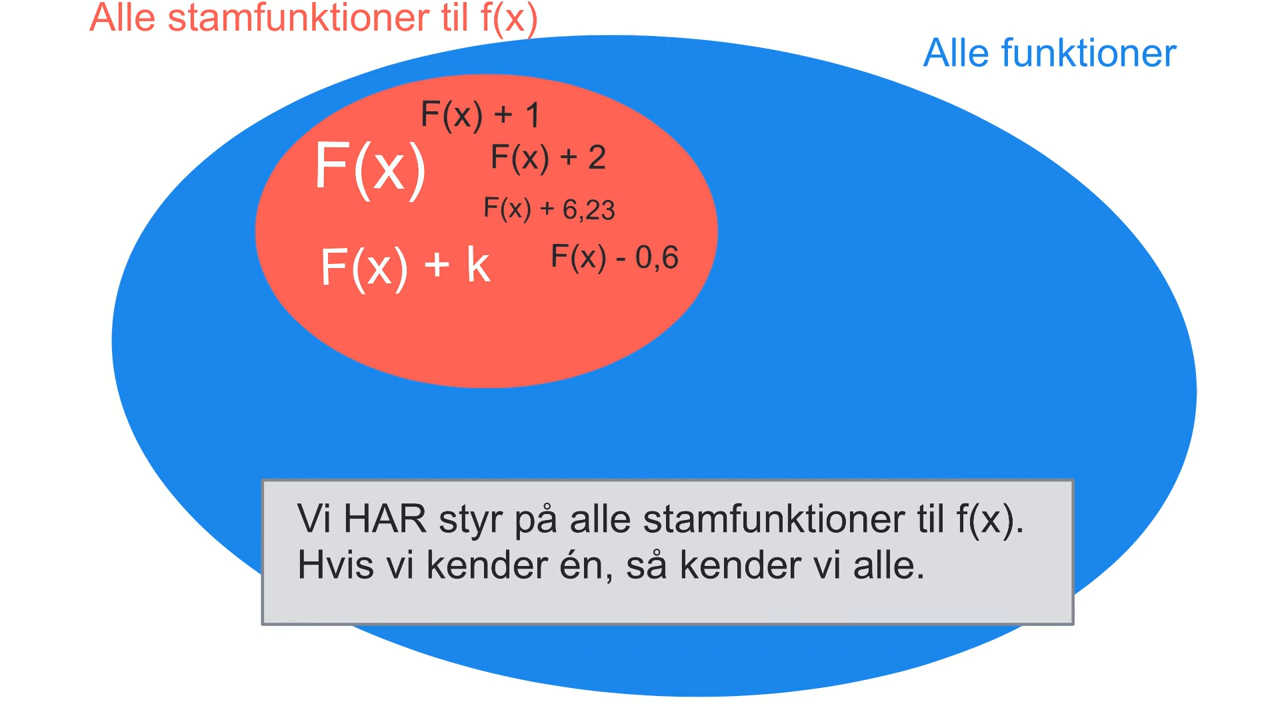 Alle stamfunktioner til f(x)
Alle funktioner
F(x) + 1
F(x)
F(x) + 2
F(x) + 6,23
F(x) + k
F(x) - 0,6
Vi HAR styr på alle stamfunktioner til f(x).
Hvis vi kender én, så kender vi alle.